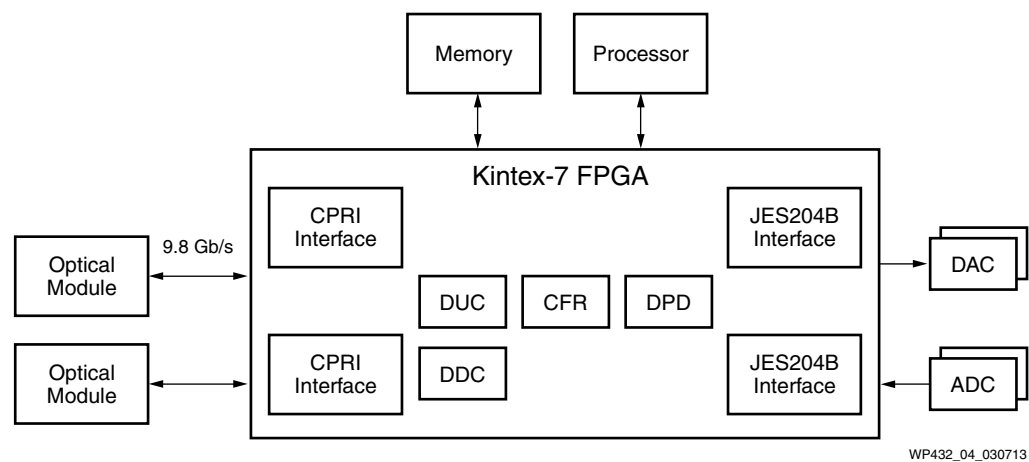 Memory
Processor
Kintex-7 FPGA
CPRI
Interface
JES204B
Interface
9.8 Gb/s
Optical
Module
DAC
DUC
CFR
DPD
Optical
Module
CPRI
Interface
DDC
JES204B
Interface
ADC
WP432_04_030713